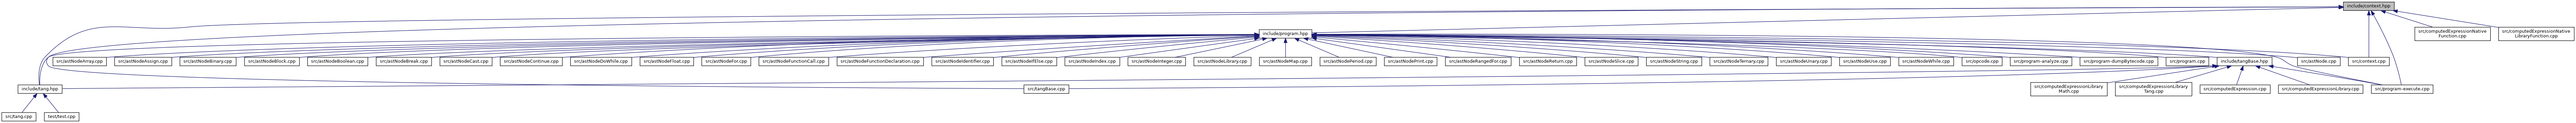 include/context.hpp
include/program.hpp
src/computedExpressionNative
Function.cpp
src/computedExpressionNative
LibraryFunction.cpp
src/astNodeArray.cpp
src/astNodeAssign.cpp
src/astNodeBinary.cpp
src/astNodeBlock.cpp
src/astNodeBoolean.cpp
src/astNodeBreak.cpp
src/astNodeCast.cpp
src/astNodeContinue.cpp
src/astNodeDoWhile.cpp
src/astNodeFloat.cpp
src/astNodeFor.cpp
src/astNodeFunctionCall.cpp
src/astNodeFunctionDeclaration.cpp
src/astNodeIdentifier.cpp
src/astNodeIfElse.cpp
src/astNodeIndex.cpp
src/astNodeInteger.cpp
src/astNodeLibrary.cpp
src/astNodeMap.cpp
src/astNodePeriod.cpp
src/astNodePrint.cpp
src/astNodeRangedFor.cpp
src/astNodeReturn.cpp
src/astNodeSlice.cpp
src/astNodeString.cpp
src/astNodeTernary.cpp
src/astNodeUnary.cpp
src/astNodeUse.cpp
src/astNodeWhile.cpp
src/opcode.cpp
src/program-analyze.cpp
src/program-dumpBytecode.cpp
src/program.cpp
include/tangBase.hpp
src/astNode.cpp
src/context.cpp
include/tang.hpp
src/tangBase.cpp
src/computedExpressionLibrary
Math.cpp
src/computedExpressionLibrary
Tang.cpp
src/computedExpression.cpp
src/computedExpressionLibrary.cpp
src/program-execute.cpp
src/tang.cpp
test/test.cpp